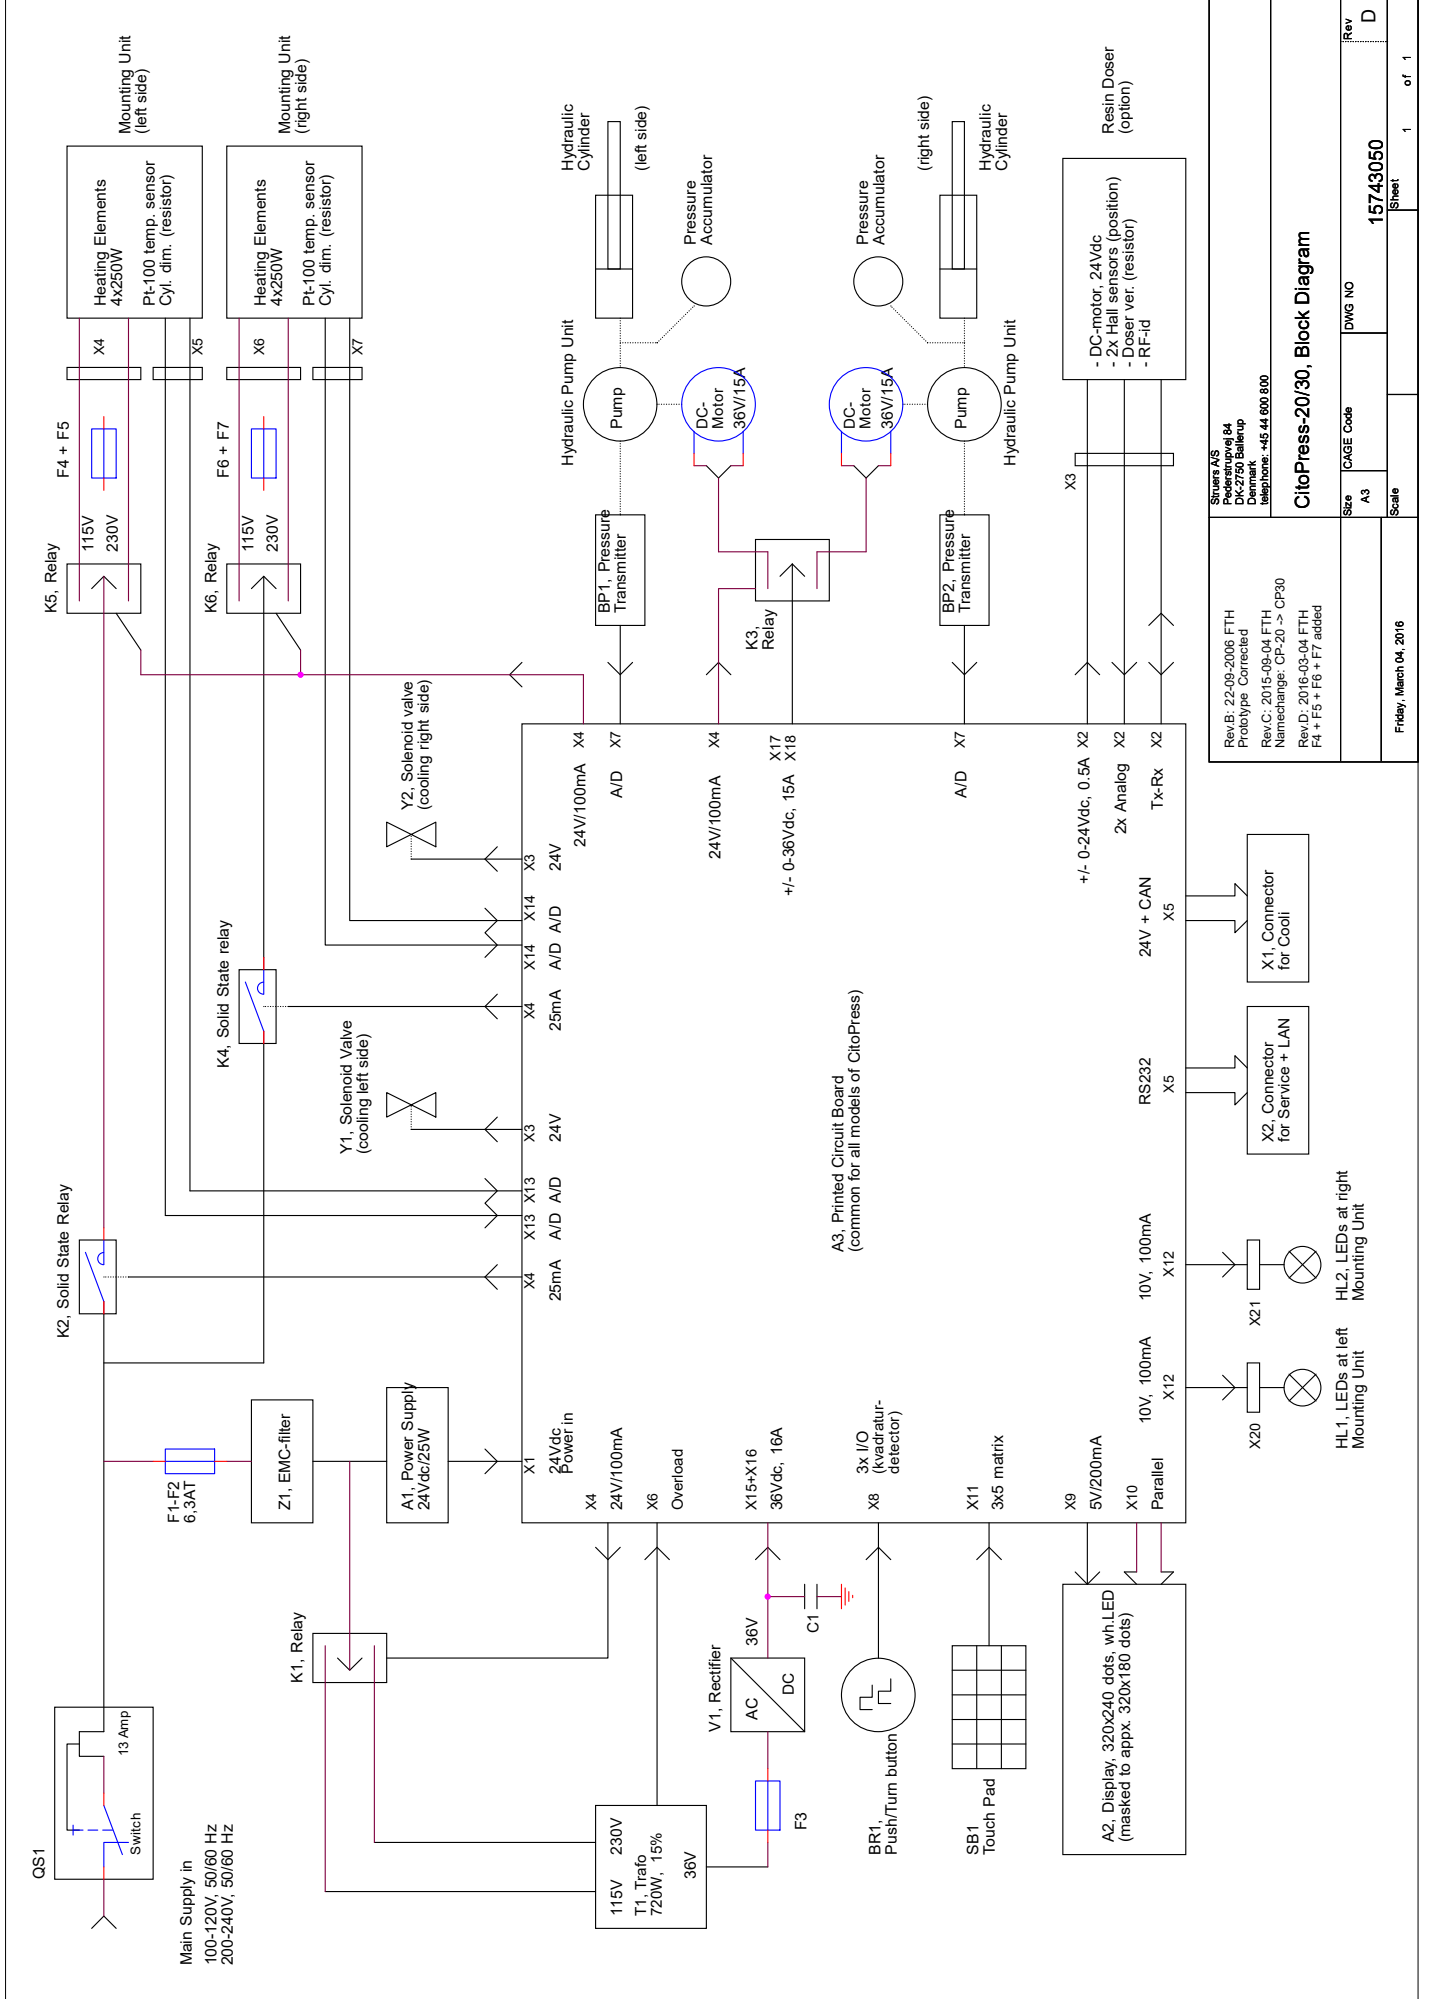 QS1
Switch
13 Amp
Main Supply in
100-120V, 50/60 Hz
200-240V, 50/60 Hz
F1-F2
6,3AT
Z1, EMC-filter
A1, Power Supply
24Vdc/25W
K1, Relay
115V
230V
T1, Trafo
720W, 15%
36V
F3
V1, Rectifier
AC
DC
36V
C1
BR1,
Push/Turn button
SB1
Touch Pad
A2, Display, 320x240 dots, wh.LED
(masked to appx. 320x180 dots)
K2, Solid State Relay
K4, Solid State relay
Y1, Solenoid Valve
(cooling left side)
Y2, Solenoid valve
(cooling right side)
K5, Relay
115V
230V
F4 + F5
X4
X5
Heating Elements
4x250W
Pt-100 temp. sensor
Cyl. dim. (resistor)
Mounting Unit
(left side)
K6, Relay
115V
230V
F6 + F7
X6
X7
Heating Elements
4x250W
Pt-100 temp. sensor
Cyl. dim. (resistor)
Mounting Unit
(right side)
X1
24Vdc
Power in
X4
25mA
X13
A/D
X13
A/D
X3
24V
X4
25mA
X14
A/D
X14
A/D
X3
24V
X4
24V/100mA
X6
Overload
X15+X16
36Vdc, 16A
X8
3x I/O
(kvadratur-
detector)
X11
3x5 matrix
X9
5V/200mA
X10
Parallel
A3, Printed Circuit Board
(common for all models of CitoPress)
X4
24V/100mA
X7
A/D
X4
24V/100mA
X17
X18
+/- 0-36Vdc, 15A
X7
A/D
X2
+/- 0-24Vdc, 0.5A
X2
2x Analog
X2
Tx-Rx
10V, 100mA
X12
10V, 100mA
X12
RS232
X5
24V + CAN
X5
X20
HL1, LEDs at left
Mounting Unit
X21
HL2, LEDs at right
Mounting Unit
X2, Connector
for Service + LAN
X1, Connector
for Cooli
BP1, Pressure
Transmitter
Hydraulic Pump Unit
Pump
Hydraulic
Cylinder
(left side)
Pressure
Accumulator
DC-
Motor
36V/15A
K3,
Relay
DC-
Motor
36V/15A
Pressure
Accumulator
(right side)
Hydraulic
Cylinder
BP2, Pressure
Transmitter
Pump
Hydraulic Pump Unit
X3
- DC-motor, 24Vdc
- 2x Hall sensors (position)
- Doser ver. (resistor)
- RF-id
Resin Doser
(option)
Rev.B: 22-09-2006 FTH
Prototype Corrected
Rev.C: 2015-09-04 FTH
Namechange: CP-20 -> CP30
Rev.D: 2016-03-04 FTH
F4 + F5 + F6 + F7 added
Friday, March 04, 2016
Struers A/S
Pederstrupvej 84
DK-2750 Ballerup
Denmark
telephone: +45 44 600 800
CitoPress-20/30, Block Diagram
Size
A3
CAGE Code
DWG NO
15743050
Rev
D
Scale
Sheet
1 of 1